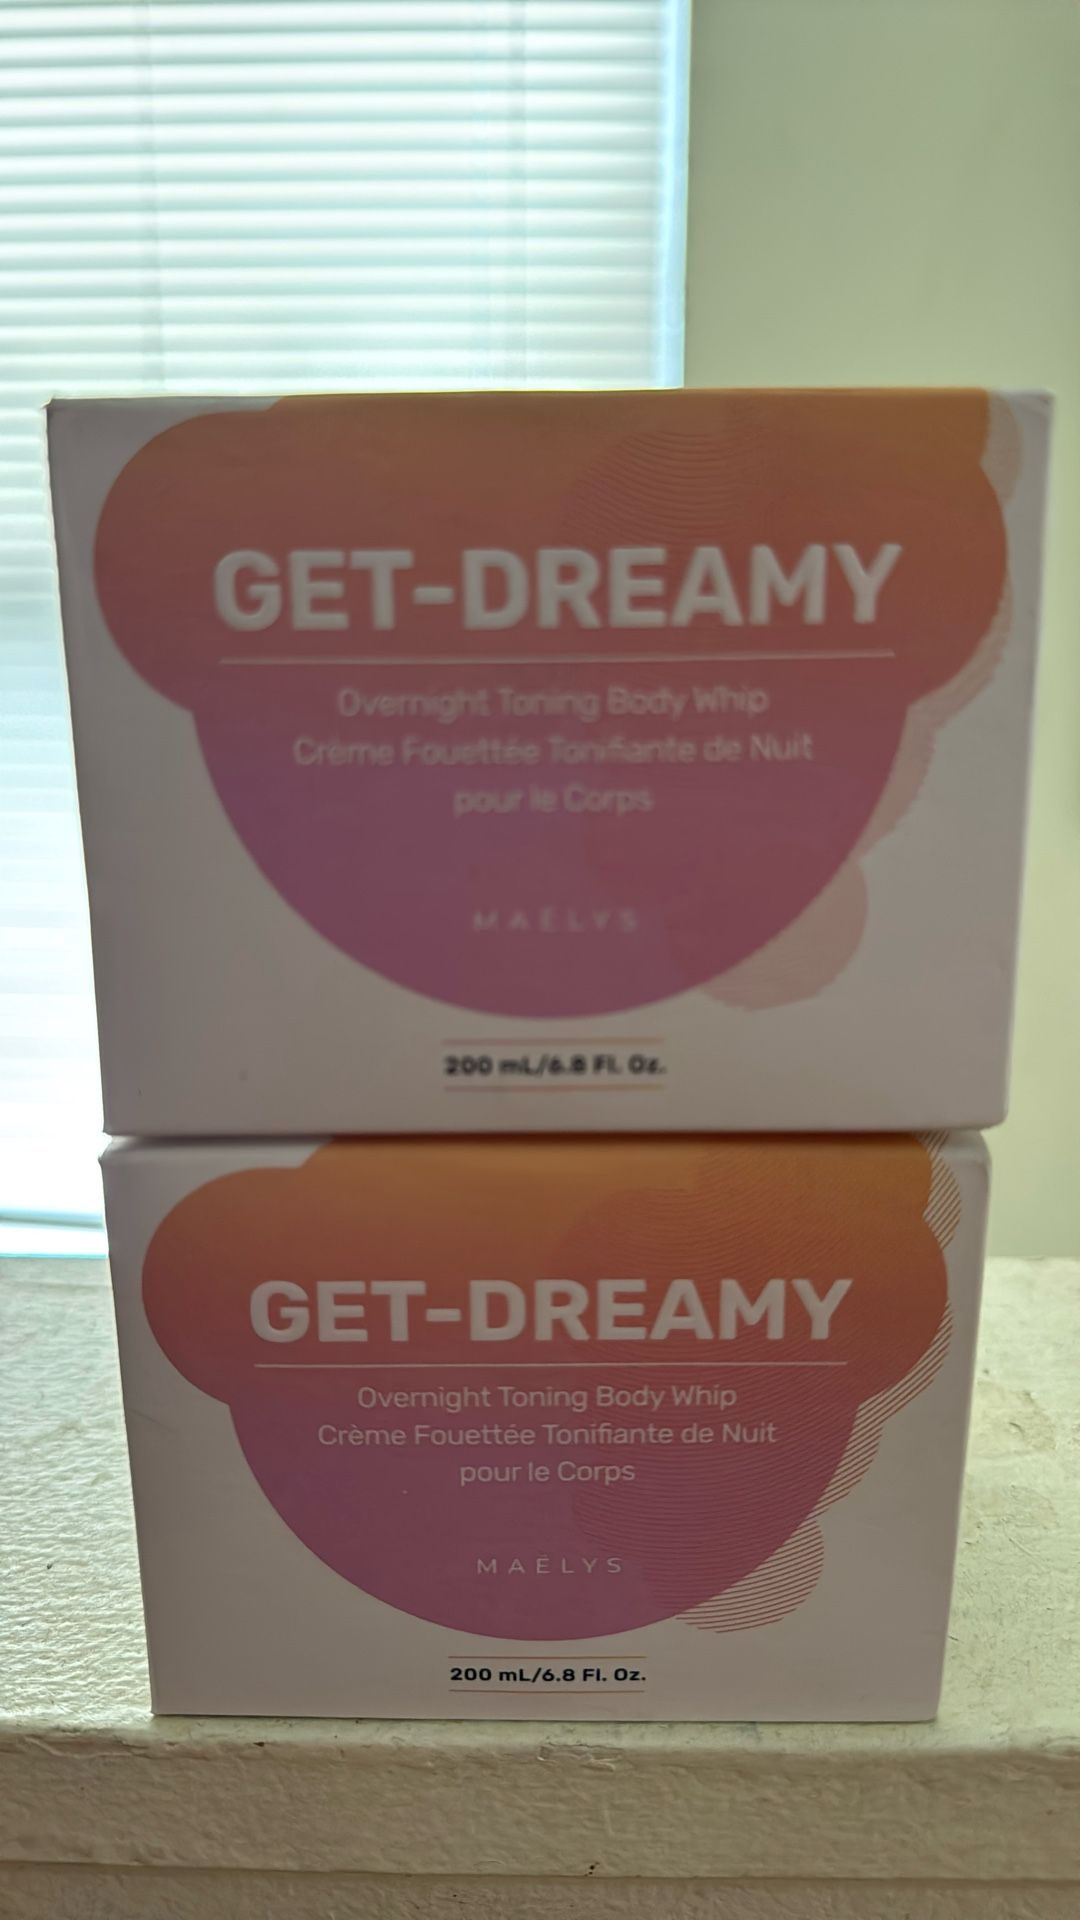 GET-DREAMY
Overnight Toning Body Whip
Crème Fouettée Tonifiante de Nuit
pour le Corps
MAËLYS
200 mL/6.8 Fl. Oz.
GET-DREAMY
Overnight Toning Body Whip
Crème Fouettée Tonifiante de Nuit
pour le Corps
MAËLYS
200 mL/6.8 Fl. Oz.